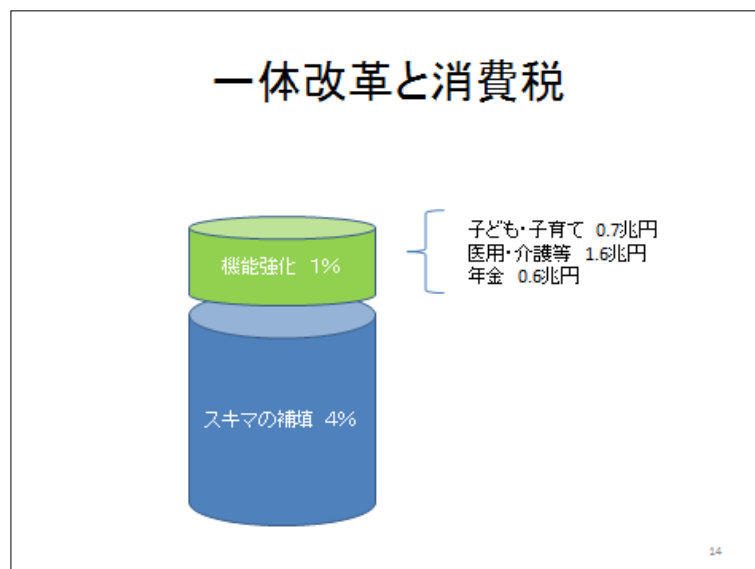 一体改革と消費税
子ども・子育て 0.7兆円
医用・介護等 1.6兆円
年金 0.6兆円
機能強化 1%
スキマの補填 4%
14